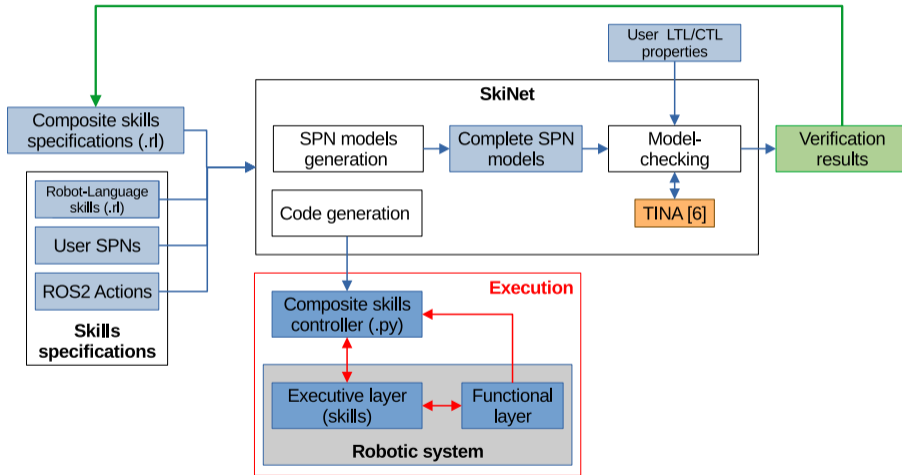 User LTL/CTL
properties
SkiNet
Composite skills
specifications (.rl)
SPN models
generation
Complete SPN
models
Model-
checking
Verification
results
Robot-Language
skills (.rl)
User SPNs
ROS2 Actions
Skills
specifications
Code generation
TINA [6]
Execution
Composite skills
controller (.py)
Executive layer
(skills)
Functional
layer
Robotic system